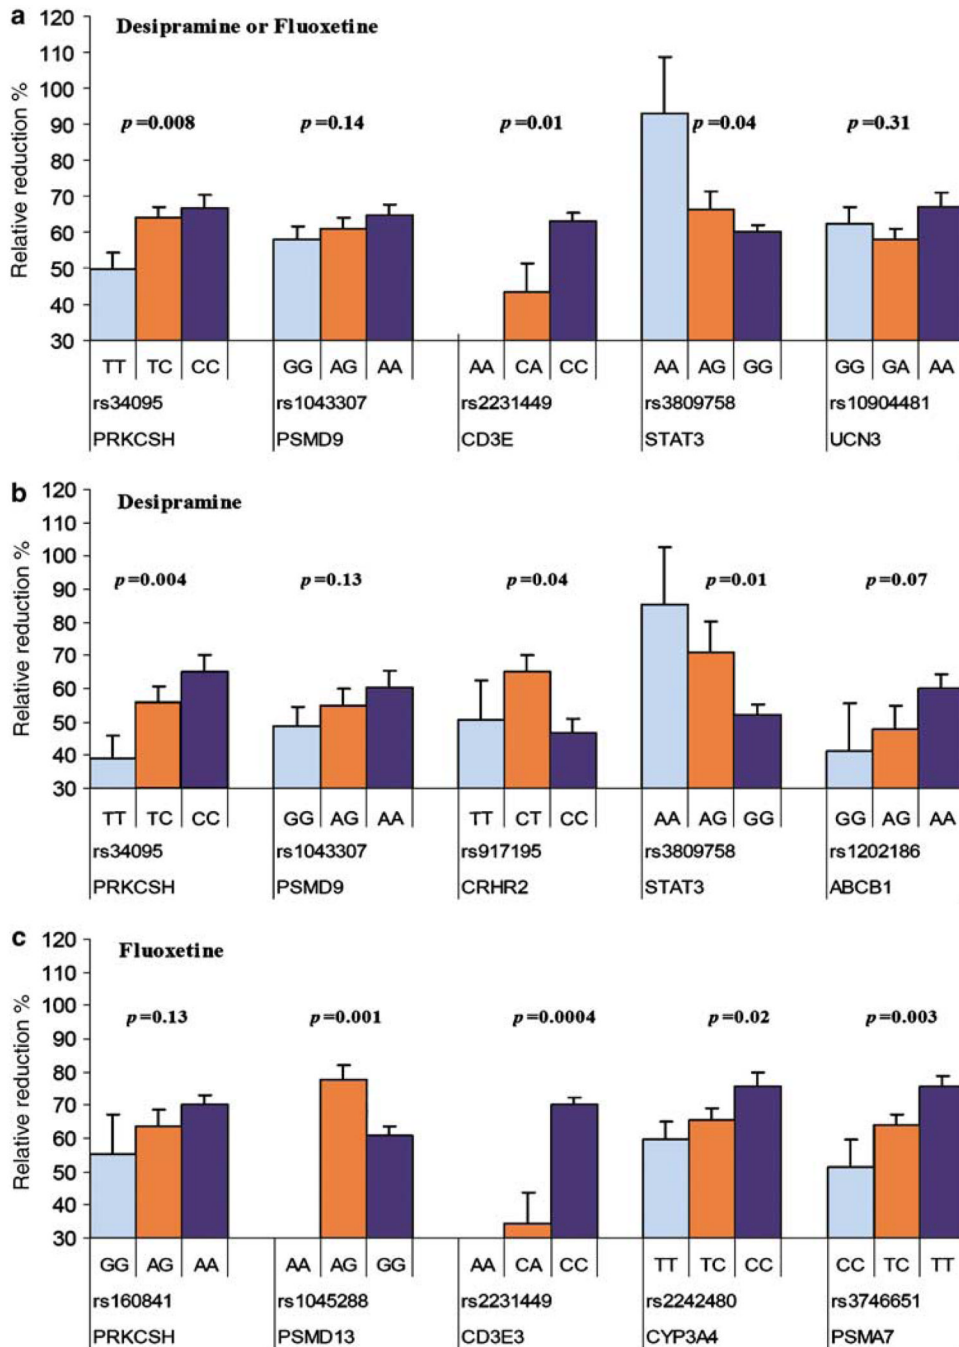 a
Desipramine or Fluoxetine
Relative reduction %
120
110
100
90
80
70
60
50
40
30
p=0.008
p=0.14
p=0.01
p=0.04
p=0.31
TT TC CC GG AG AA AA CA CC AA AG GG GG GA AA
rs34095 rs1043307 rs2231449 rs3809758 rs10904481
PRKCSH PSMD9 CD3E STAT3 UCN3
b
Desipramine
Relative reduction %
120
110
100
90
80
70
60
50
40
30
p=0.004
p=0.13
p=0.04
p=0.01
p=0.07
TT TC CC GG AG AA TT CT CC AA AG GG GG AG AA
rs34095 rs1043307 rs917195 rs3809758 rs1202186
PRKCSH PSMD9 CRHR2 STAT3 ABCB1
c
Fluoxetine
Relative reduction %
120
110
100
90
80
70
60
50
40
30
p=0.13
p=0.001
p=0.0004
p=0.02
p=0.003
GG AG AA AA AG GG AA CA CC TT TC CC CC TC TT
rs160841 rs1045288 rs2231449 rs2242480 rs3746651
PRKCSH PSMD13 CD3E3 CYP3A4 PSMA7